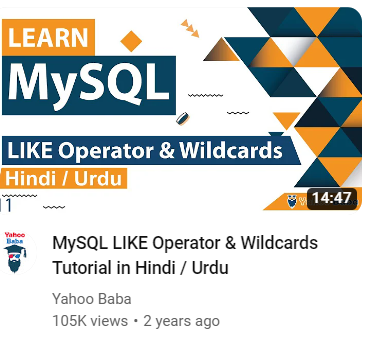 LEARN
MySQL
LIKE Operator & Wildcards
Hindi / Urdu
11
14:47
Yahoo
Baba
MySQL LIKE Operator & Wildcards
Tutorial in Hindi / Urdu
Yahoo Baba
105K views • 2 years ago